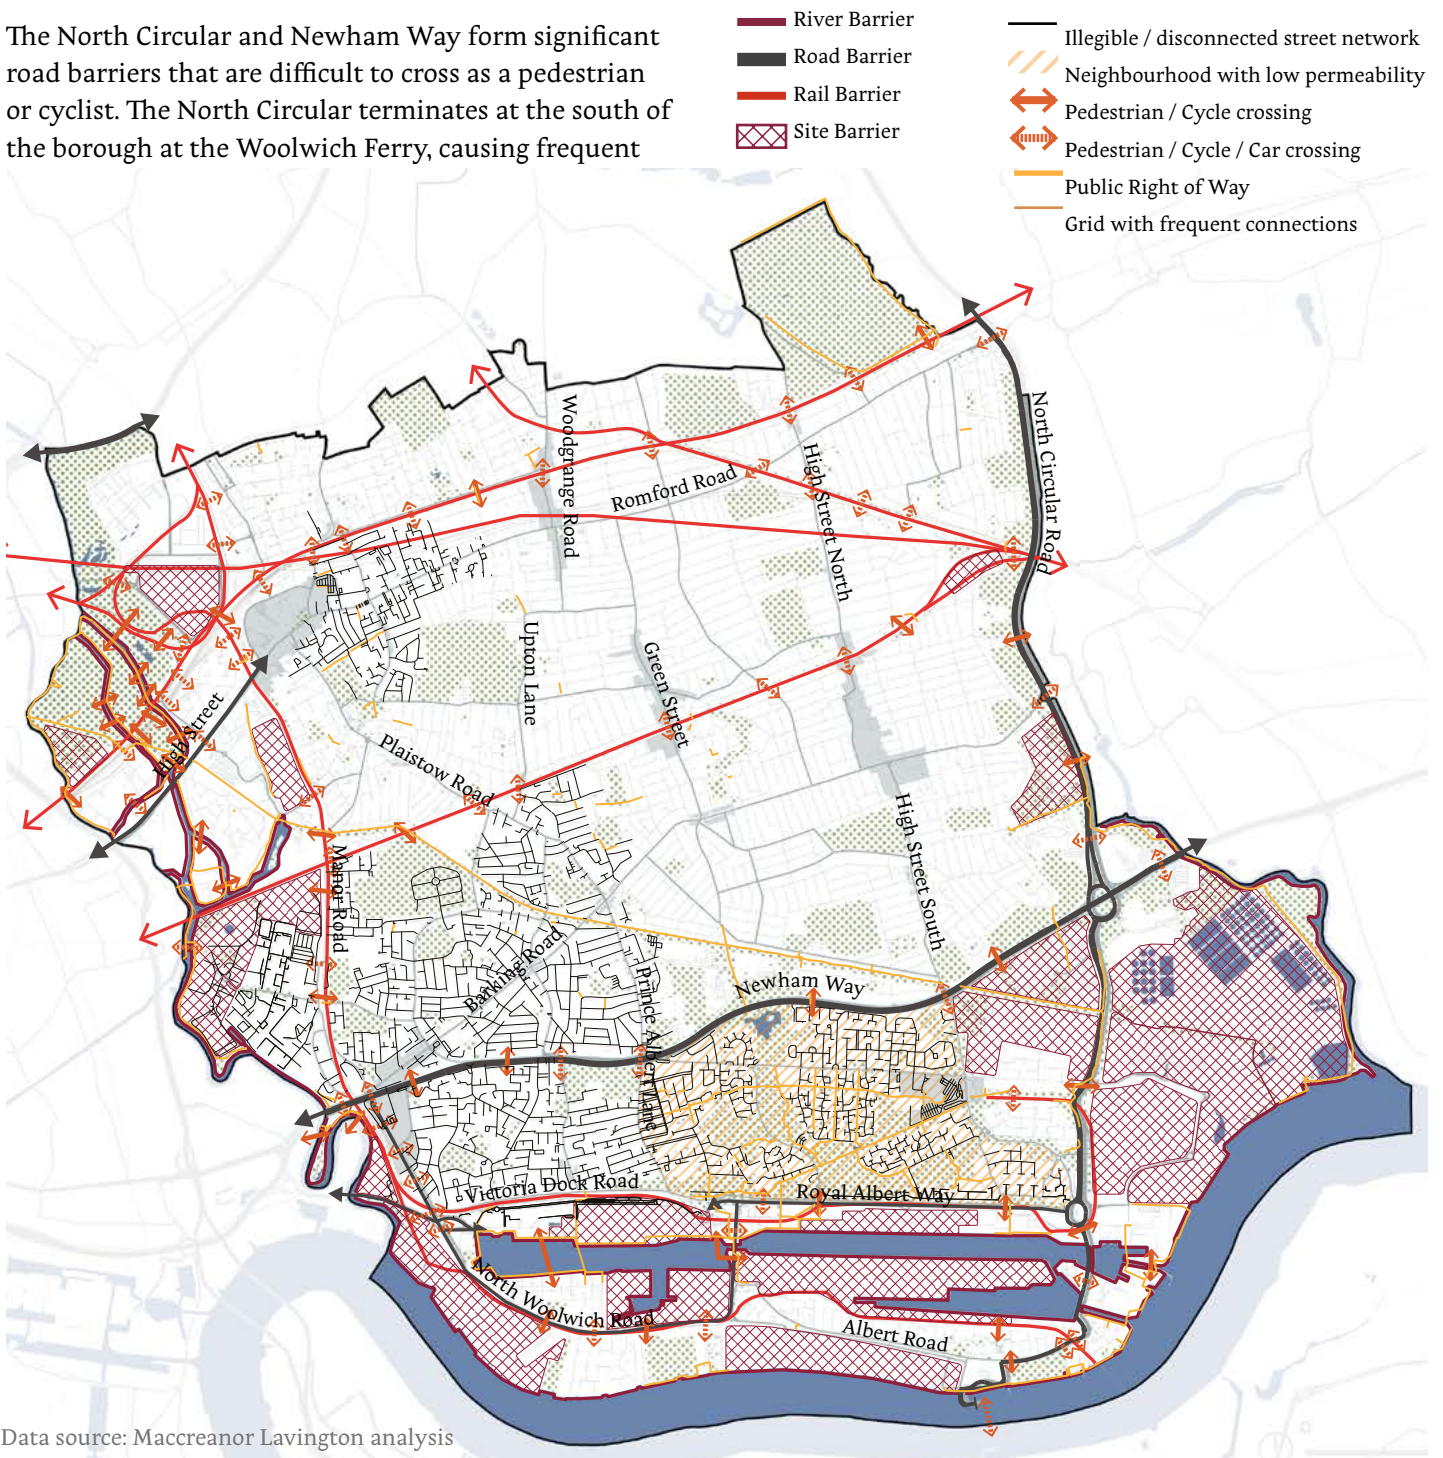 The North Circular and Newham Way form significant
road barriers that are difficult to cross as a pedestrian
or cyclist. The North Circular terminates at the south of
the borough at the Woolwich Ferry, causing frequent
River Barrier
Road Barrier
Rail Barrier
Site Barrier
Illegible / disconnected street network
Neighbourhood with low permeability
Pedestrian / Cycle crossing
Pedestrian / Cycle / Car crossing
Public Right of Way
Grid with frequent connections
Woodgrange Road
Romford Road
High Street North
North Circular Road
Upton Lane
Green Street
High Street
Plaistow Road
Manor Road
High Street South
Barking Road
Prince Albert Lane
Newham Way
Victoria Dock Road
Royal Albert Way
North Woolwich Road
Albert Road
Data source: Maccreanor Lavington analysis